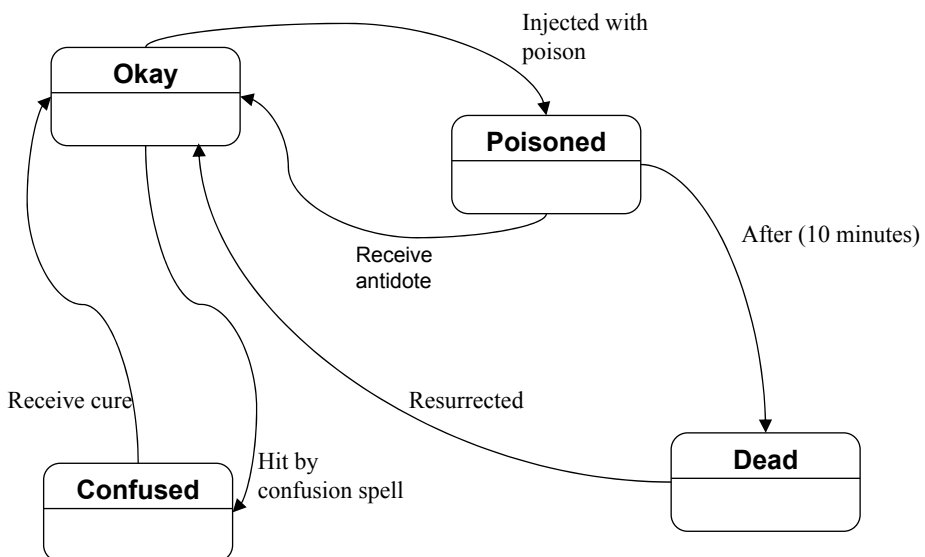 Injected with
poison
Okay
Poisoned
After (10 minutes)
Receive
antidote
Receive cure
Resurrected
Hit by
confusion spell
Dead
Confused